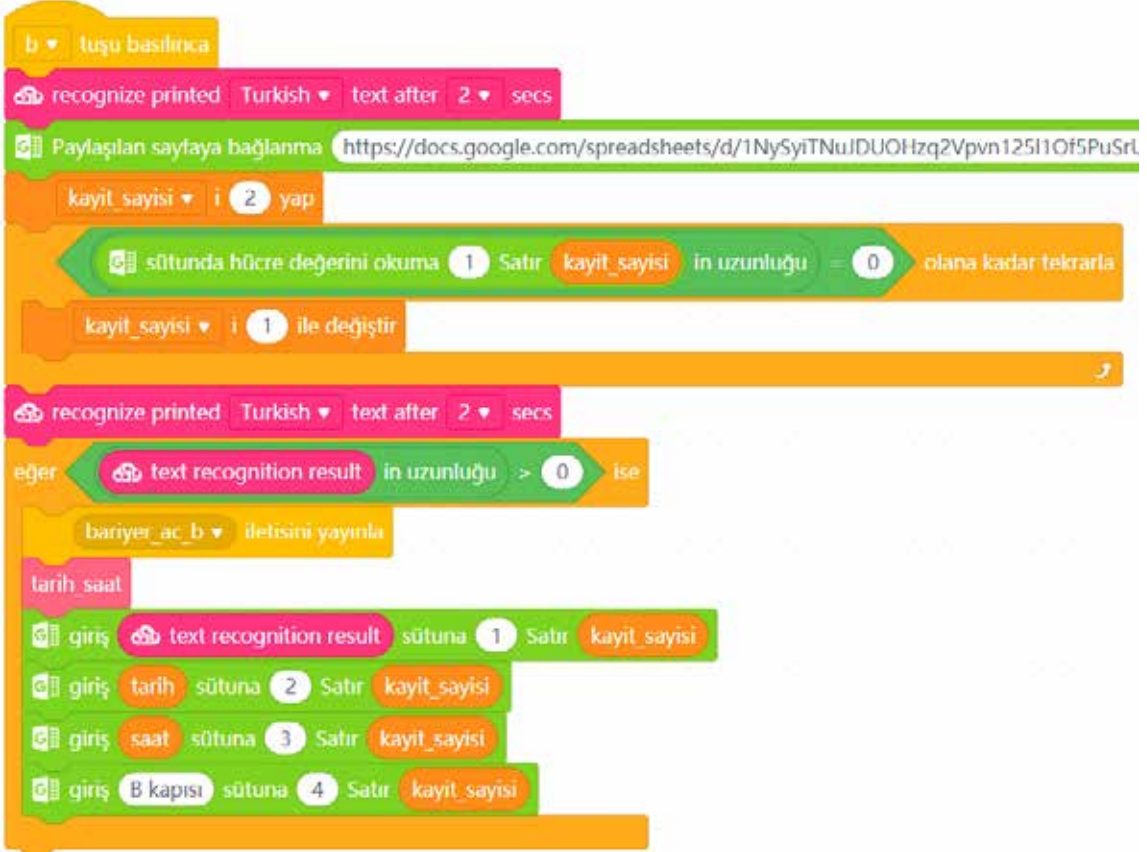 b tuşu basılınca
recognize printed Turkish text after 2 secs
Paylaşılan sayfaya bağlanma https://docs.google.com/spreadsheets/d/1NySyiTNuJDUOHzq2Vpvn125I1Of5PuSrU
kayit_sayisi i 2 yap
sütunda hücre değerini okuma 1 Satır kayit_sayisi in uzunluğu = 0 olana kadar tekrarla
kayit_sayisi i 1 ile değiştir
recognize printed Turkish text after 2 secs
eğer text recognition result in uzunluğu > 0 ise
bariyer_ac_b iletisini yayınla
tarih saat
giriş text recognition result sütuna 1 Satır kayit_sayisi
giriş tarih sütuna 2 Satır kayit_sayisi
giriş saat sütuna 3 Satır kayit_sayisi
giriş B kapısı sütuna 4 Satır kayit_sayisi